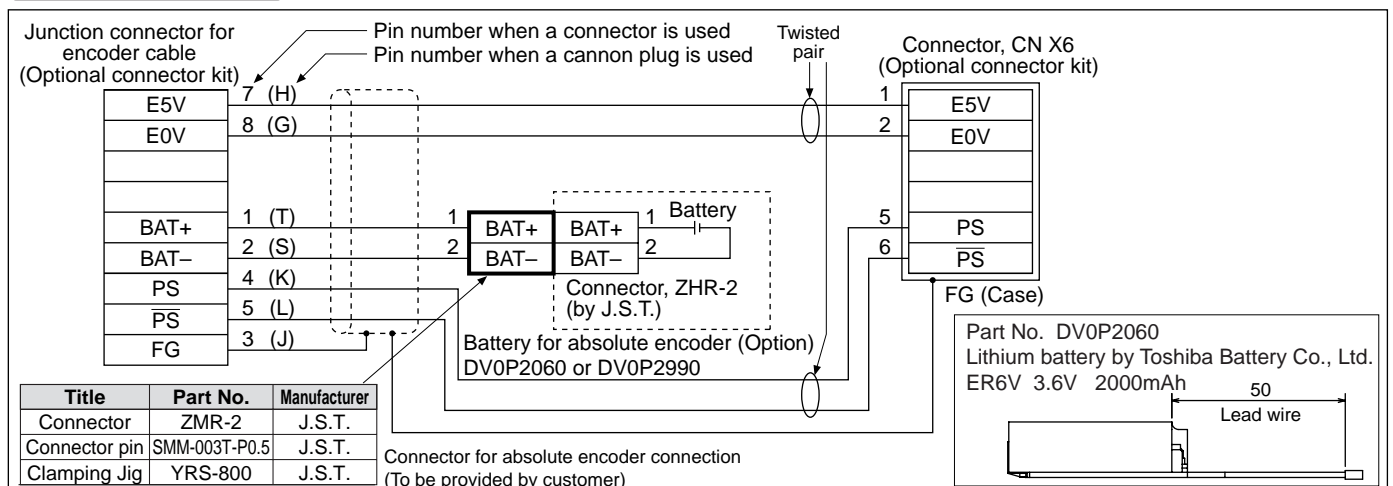 Junction connector for
encoder cable
(Optional connector kit)
Pin number when a connector is used
Pin number when a cannon plug is used
Twisted
pair
Connector, CN X6
(Optional connector kit)
E5V 7 (H)
E0V 8 (G)
BAT+ 1 (T)
BAT– 2 (S)
PS 4 (K)
P̅S̅ 5 (L)
FG 3 (J)
1 BAT+ BAT+ 1 Battery
2 BAT– BAT– 2
Connector, ZHR-2
(by J.S.T.)
Battery for absolute encoder (Option)
DV0P2060 or DV0P2990
1 E5V
2 E0V
5 PS
6 P̅S̅
FG (Case)
Title Part No. Manufacturer
Connector ZMR-2 J.S.T.
Connector pin SMM-003T-P0.5 J.S.T.
Clamping Jig YRS-800 J.S.T.
Connector for absolute encoder connection
(To be provided by customer)
Part No. DV0P2060
Lithium battery by Toshiba Battery Co., Ltd.
ER6V 3.6V 2000mAh
50
Lead wire